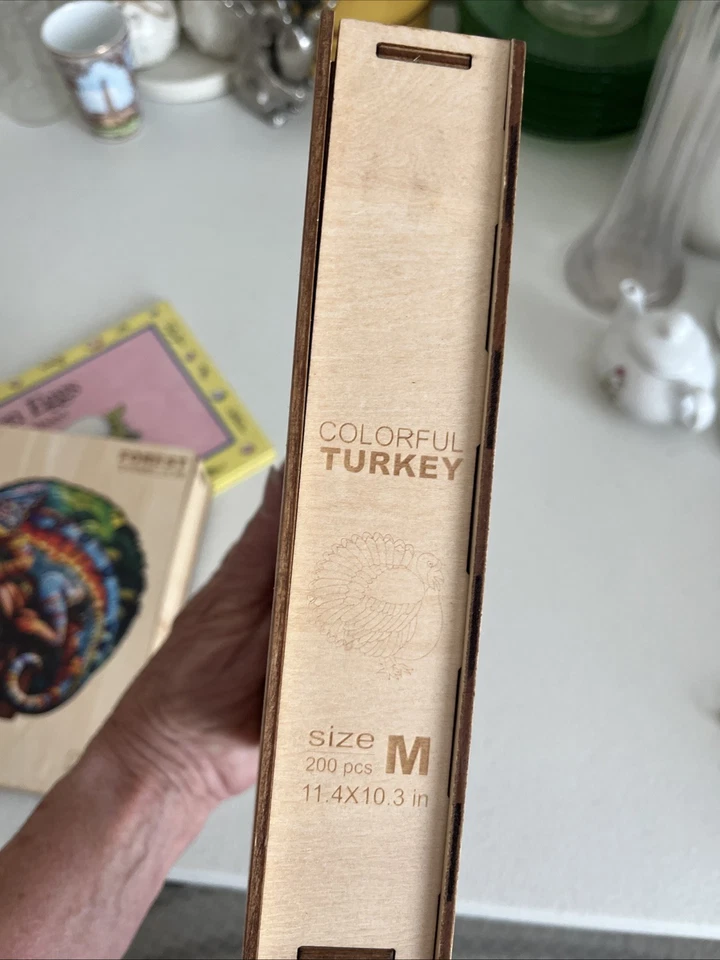 COLORFUL
TURKEY
size M
200 pcs
11.4X10.3 in